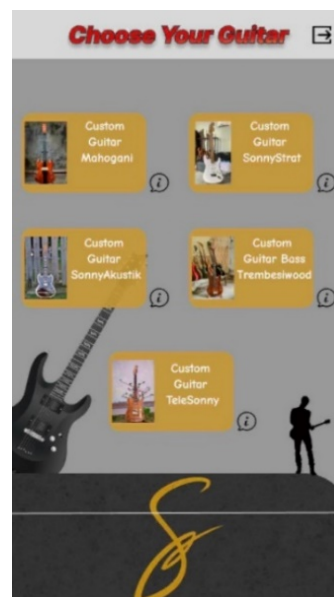 Choose Your Guitar
Custom
Guitar
Mahogani
Custom
Guitar
SonnyStrat
Custom
Guitar
SonnyAkustik
Custom
Guitar Bass
Trembesiwood
Custom
Guitar
TeleSonny